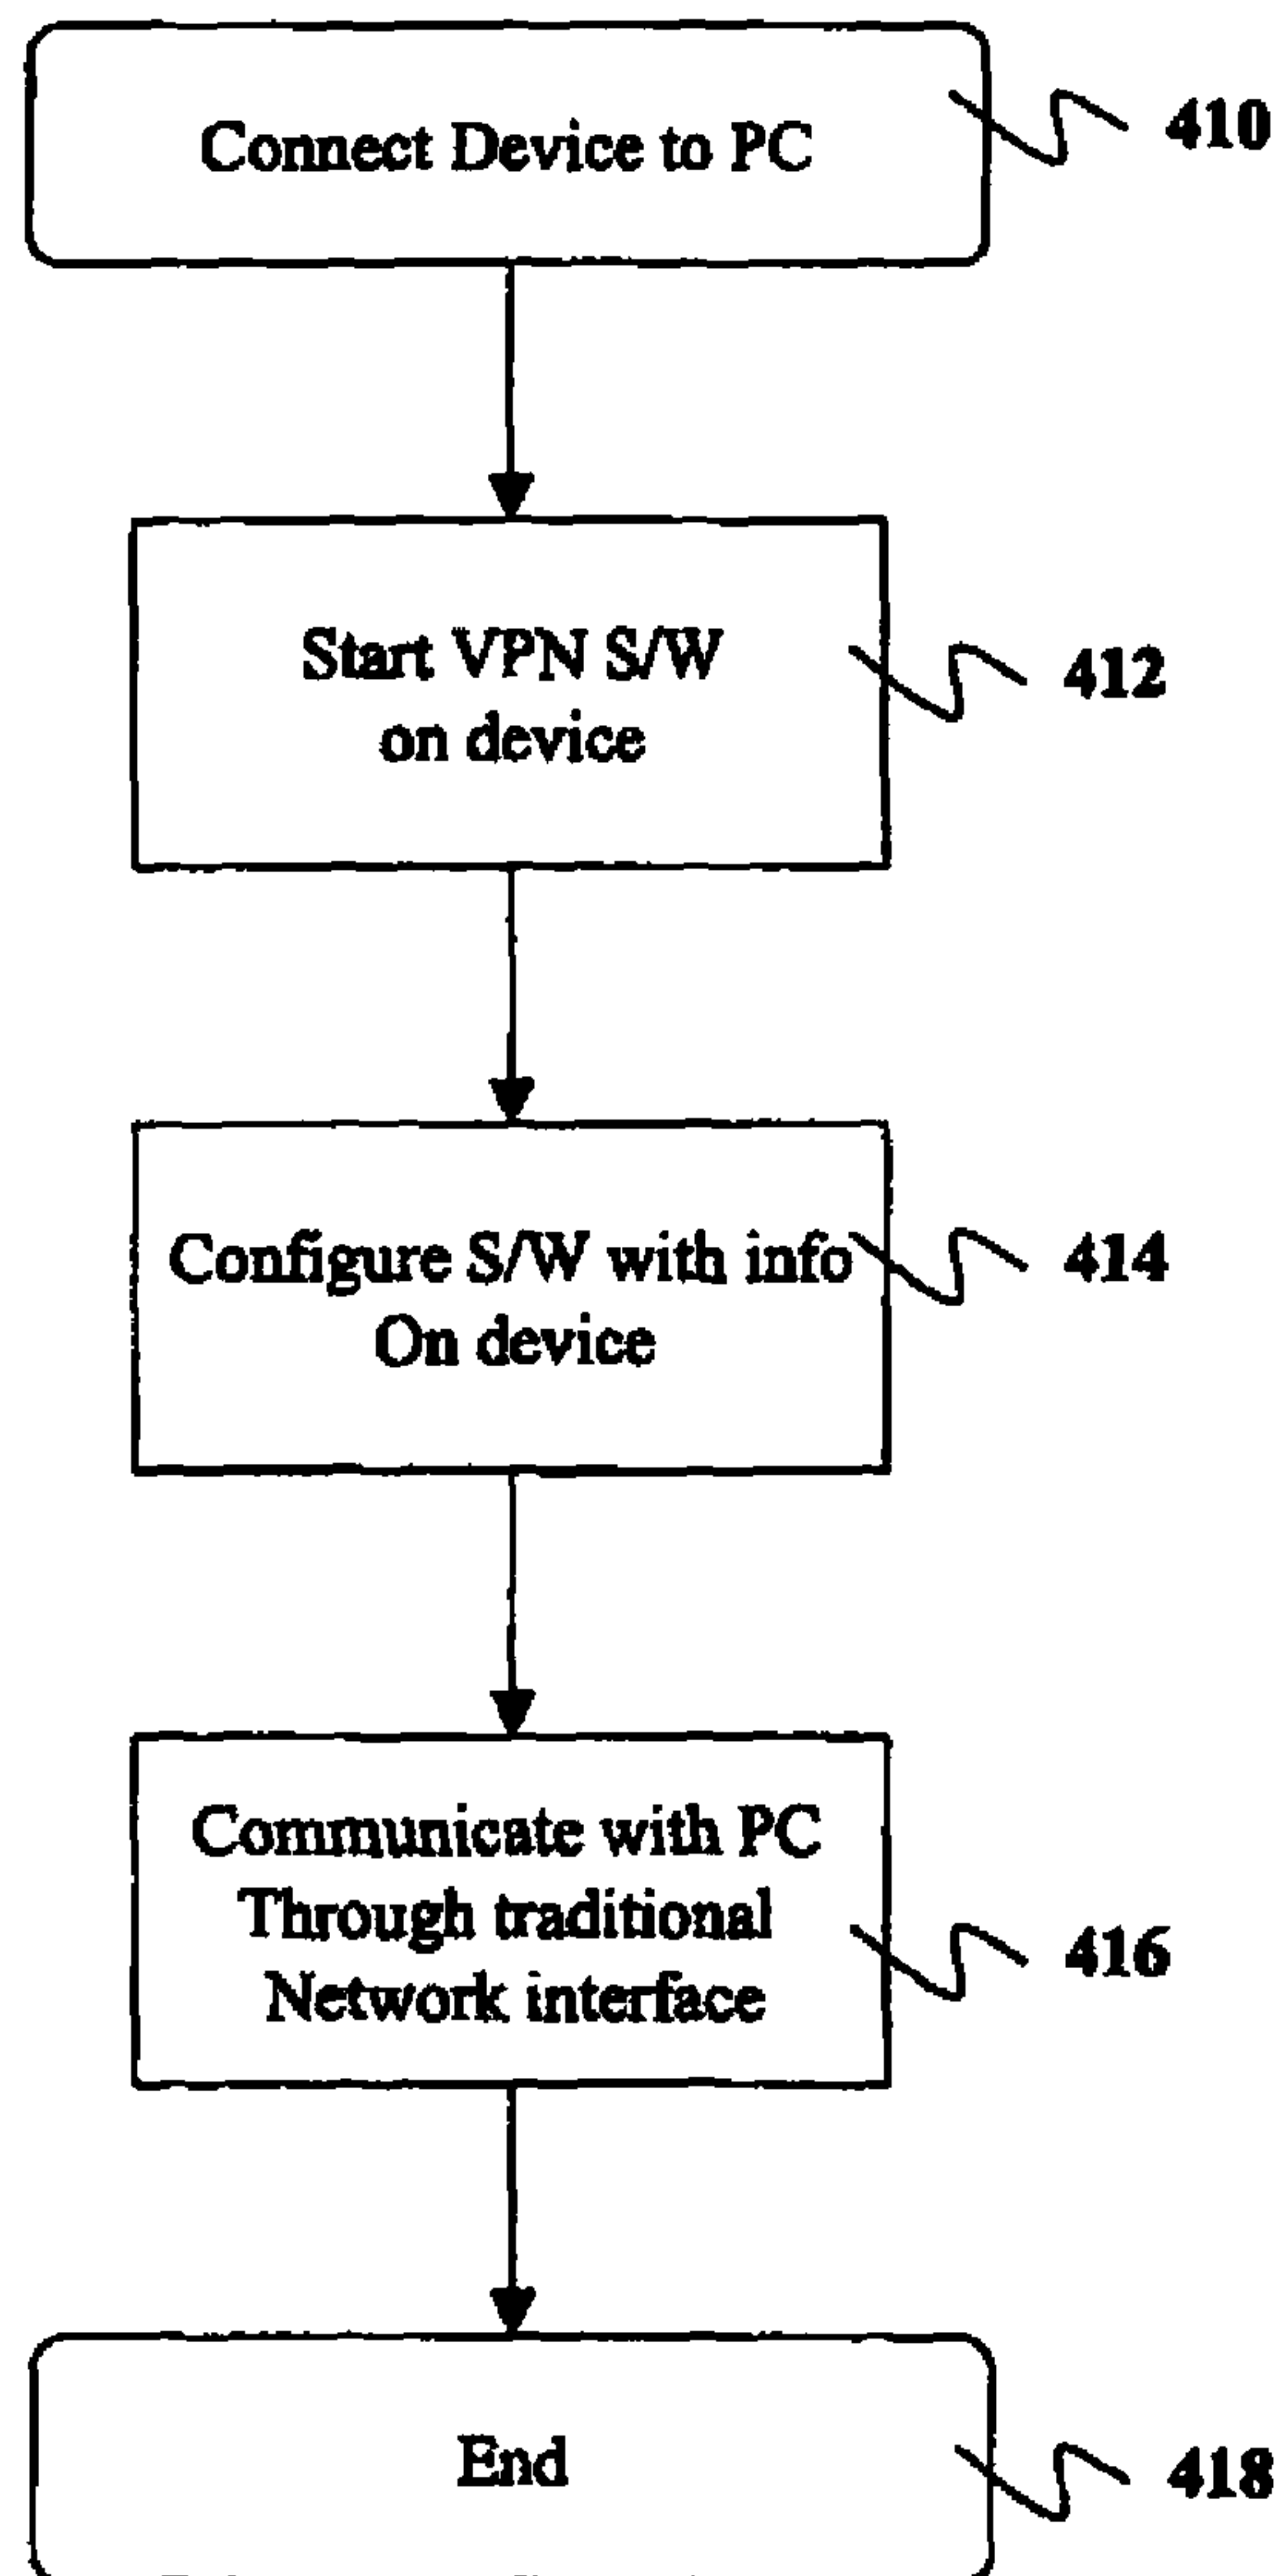 Connect Device to PC
410
Start VPN S/W
on device
412
Configure S/W with info
On device
414
Communicate with PC
Through traditional
Network interface
416
End
418